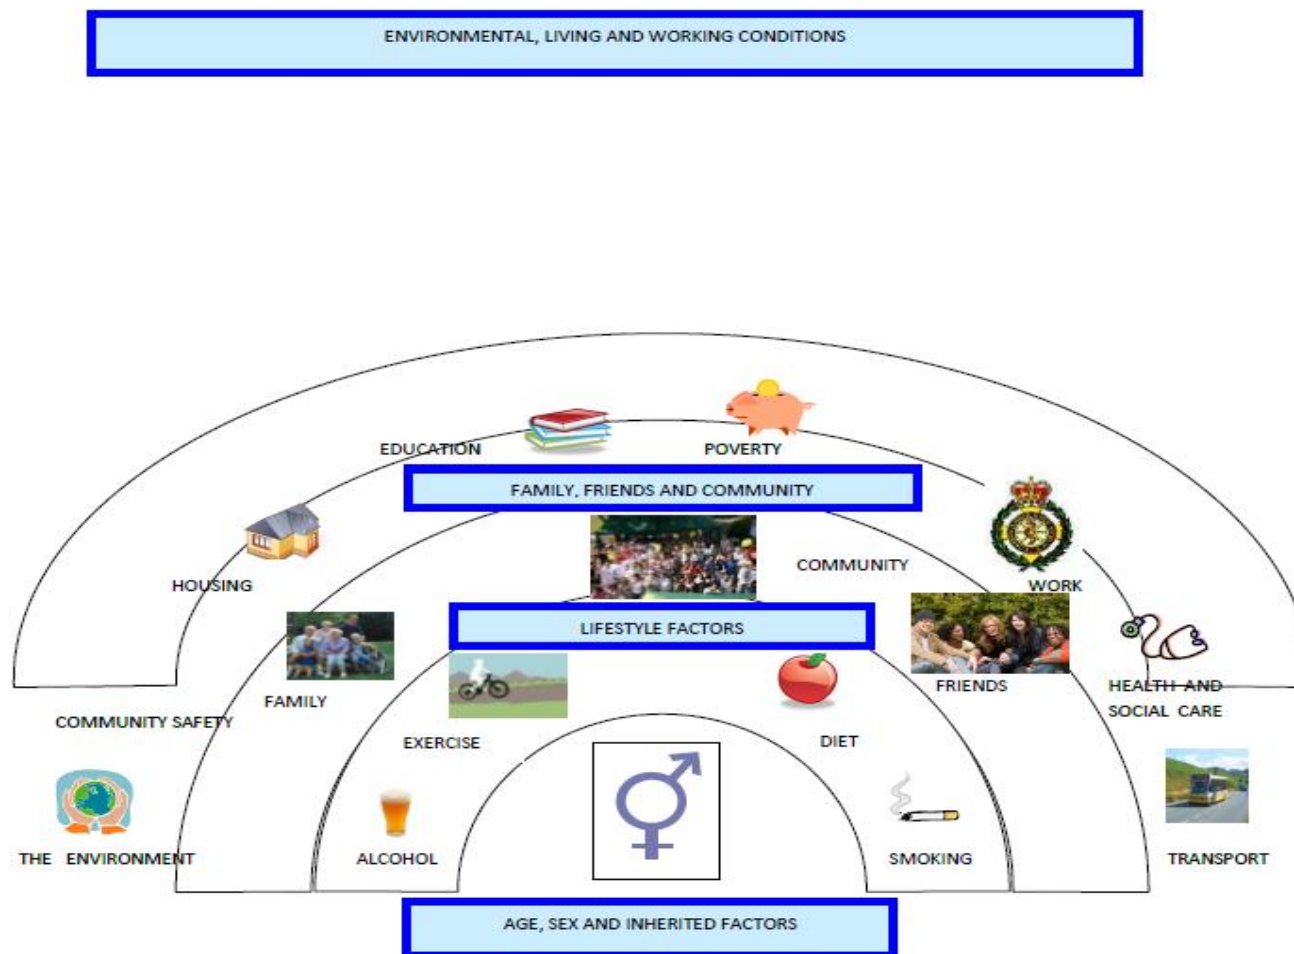 ENVIRONMENTAL, LIVING AND WORKING CONDITIONS
EDUCATION
POVERTY
FAMILY, FRIENDS AND COMMUNITY
HOUSING
COMMUNITY
WORK
LIFESTYLE FACTORS
FAMILY
FRIENDS
HEALTH AND
SOCIAL CARE
COMMUNITY SAFETY
EXERCISE
DIET
THE ENVIRONMENT
ALCOHOL
SMOKING
TRANSPORT
AGE, SEX AND INHERITED FACTORS